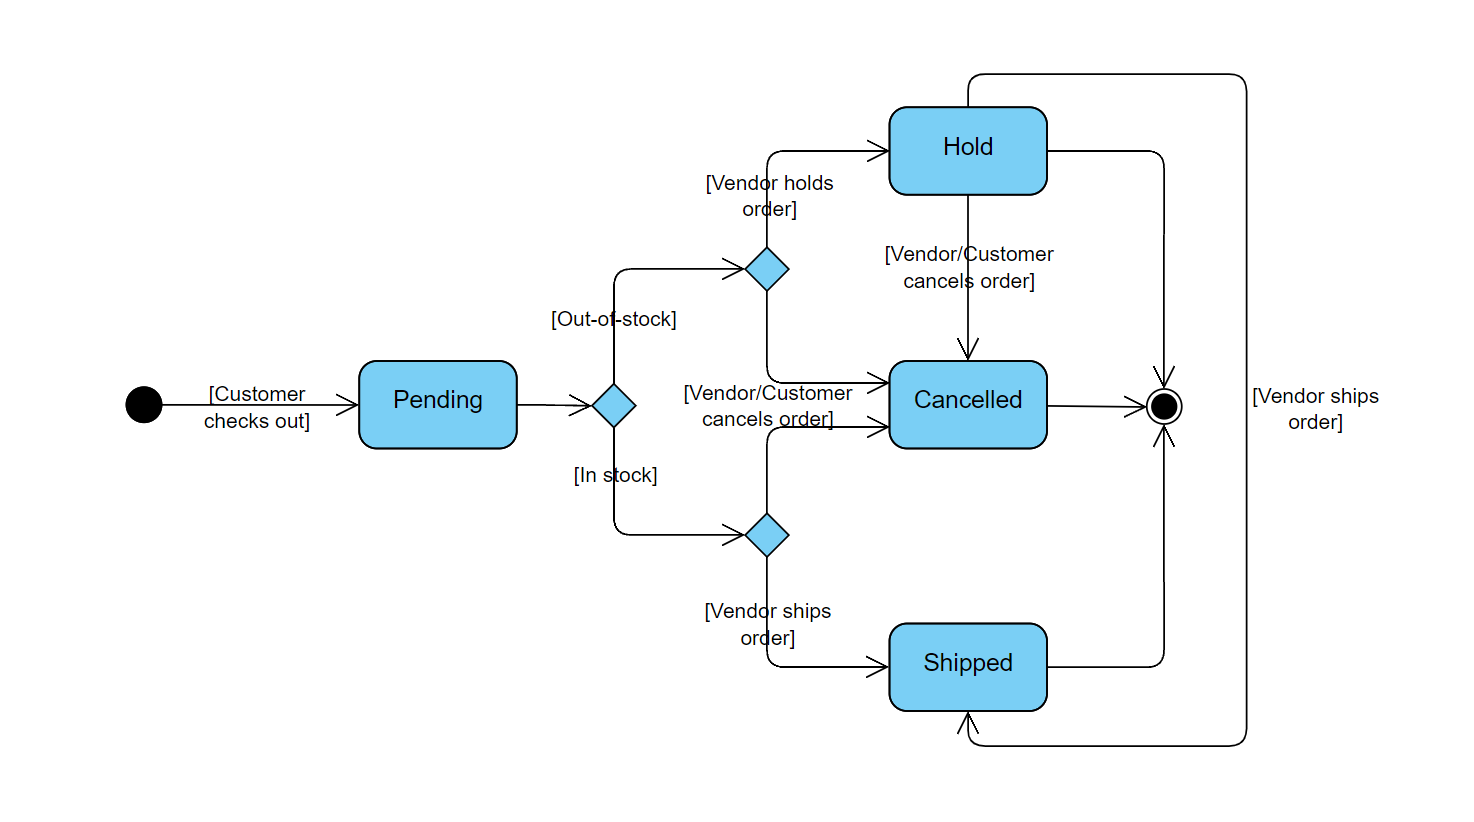 Hold
[Vendor holds
order]
[Vendor/Customer
cancels order]
[Out-of-stock]
[Customer
checks out]
Pending
[Vendor/Customer
cancels order]
Cancelled
[Vendor ships
order]
[In stock]
[Vendor ships
order]
Shipped